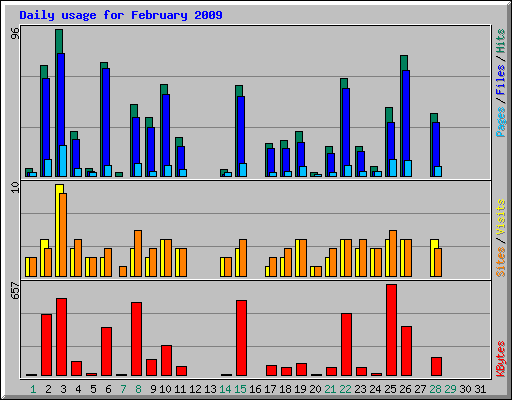 Daily usage for February 2009
96
Pages / Files / Hits
10
Sites / Visits
657
KBytes
1 2 3 4 5 6 7 8 9 10 11 12 13 14 15 16 17 18 19 20 21 22 23 24 25 26 27 28 29 30 31